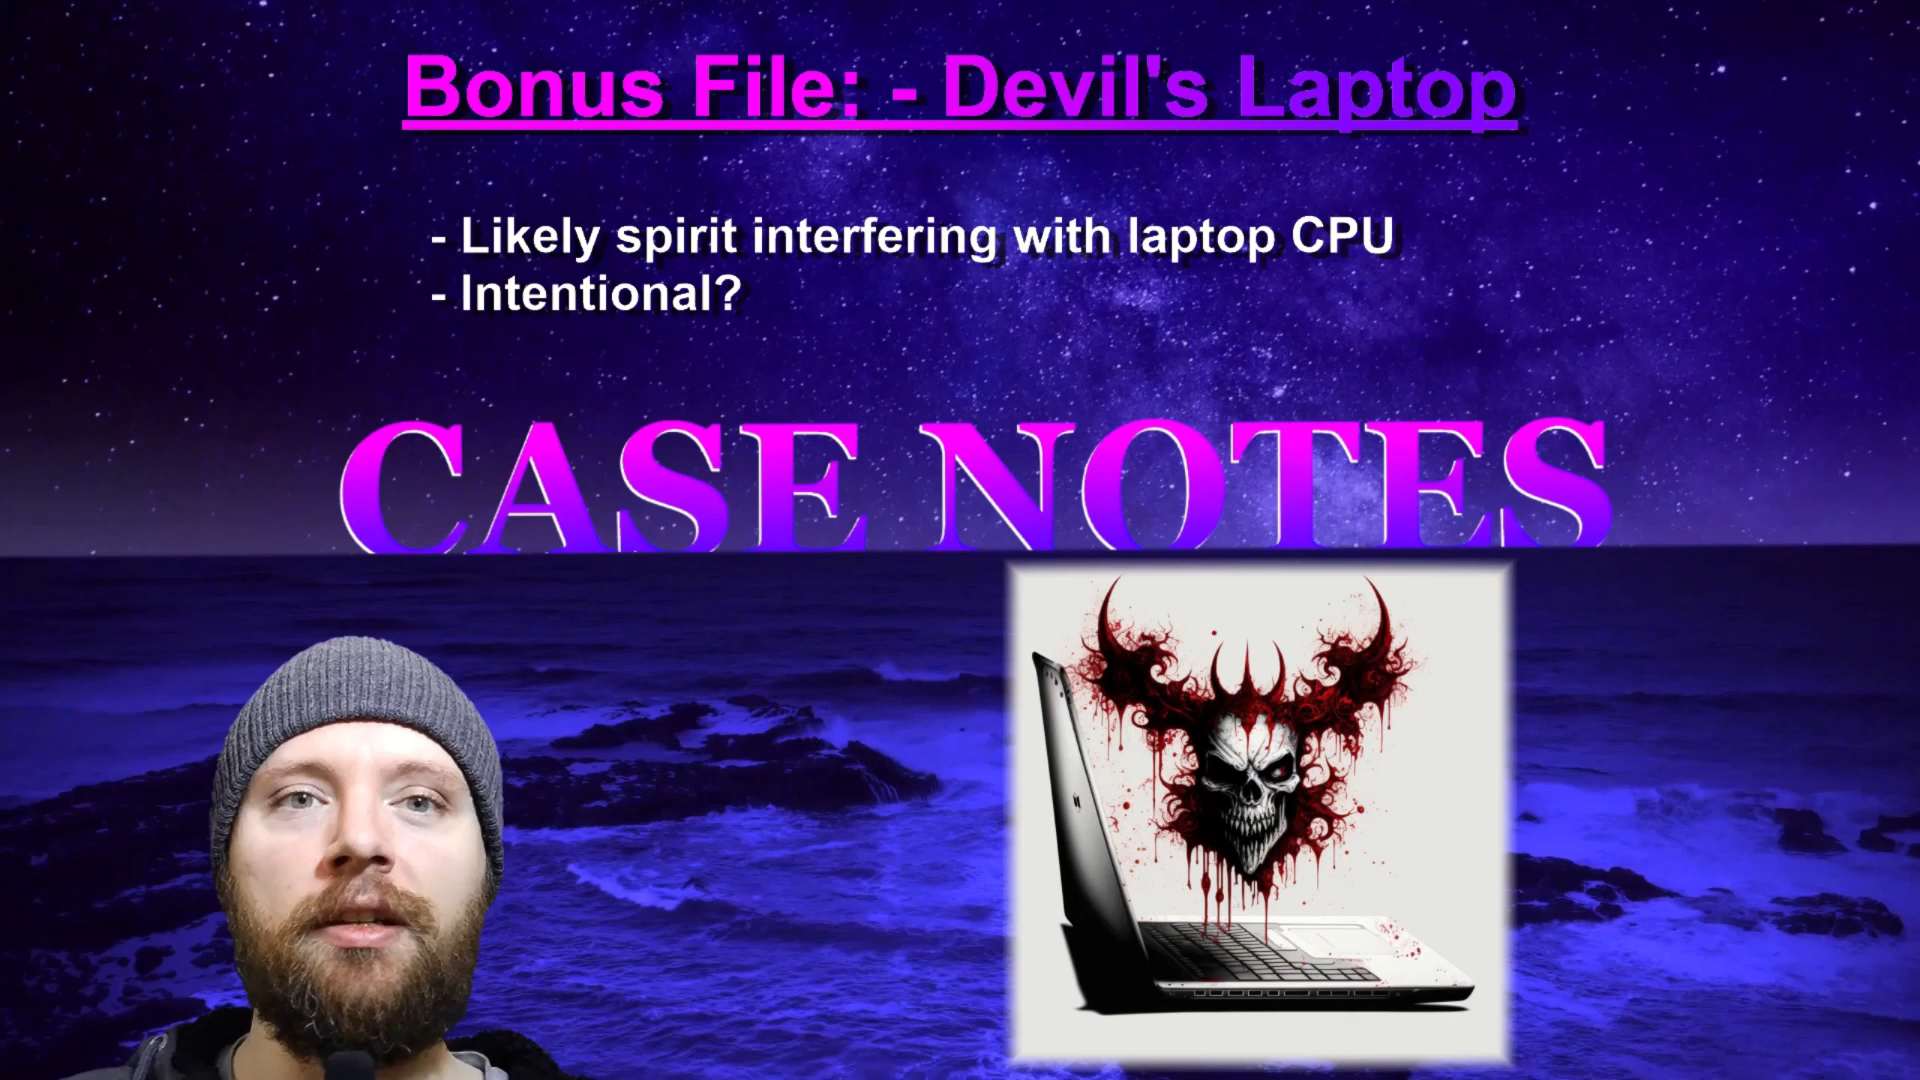 Bonus File: - Devil's Laptop
- Likely spirit interfering with laptop CPU
- Intentional?
CASE NOTES